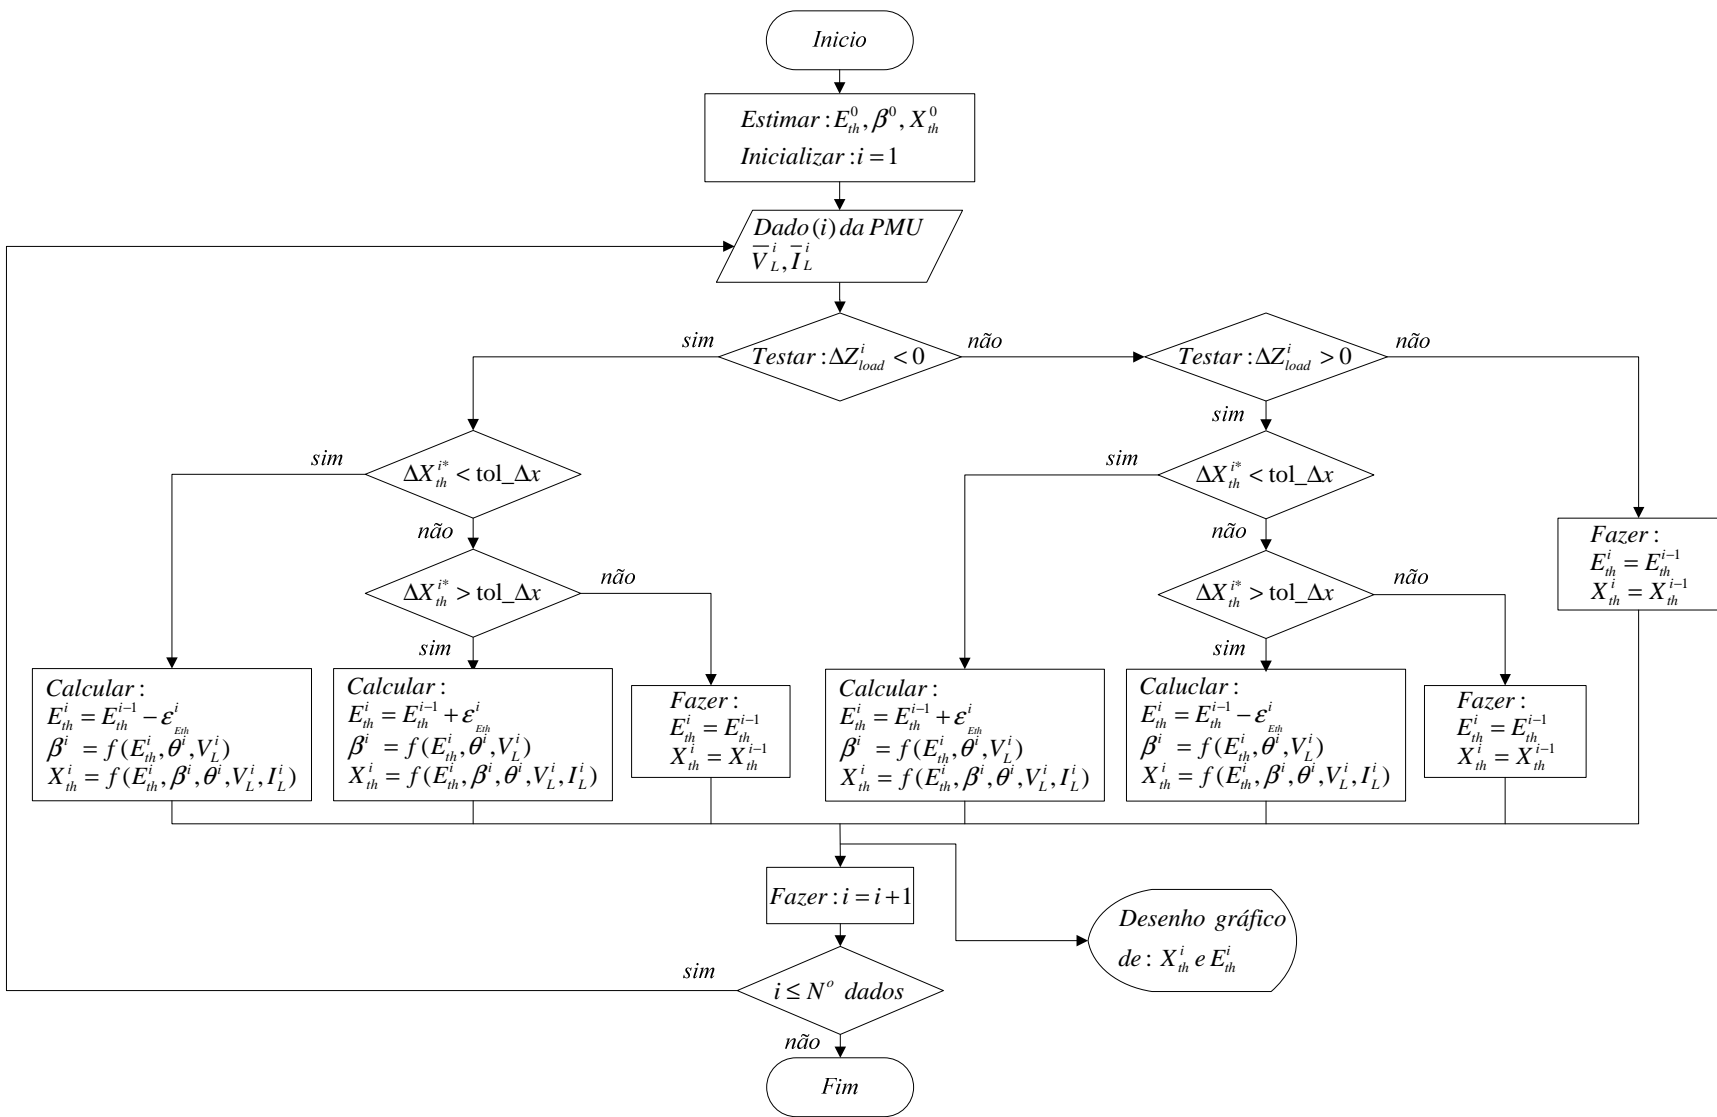 Inicio
Estimar : E_th^0, β^0, X_th^0
Inicializar : i = 1
Dado (i) da PMU
V̅_L^i, I̅_L^i
sim
Testar : ΔZ_load^i < 0
não
Testar : ΔZ_load^i > 0
não
sim
sim
ΔX_th^i* < tol_Δx
sim
ΔX_th^i* < tol_Δx
não
não
ΔX_th^i* > tol_Δx
não
sim
ΔX_th^i* > tol_Δx
não
sim
Fazer :
E_th^i = E_th^i−1
X_th^i = X_th^i−1
Calcular :
E_th^i = E_th^i−1 − ε_Eth^i
β^i = f(E_th^i, θ^i, V_L^i)
X_th^i = f(E_th^i, β^i, θ^i, V_L^i, I_L^i)
Calcular :
E_th^i = E_th^i−1 + ε_Eth^i
β^i = f(E_th^i, θ^i, V_L^i)
X_th^i = f(E_th^i, β^i, θ^i, V_L^i, I_L^i)
Fazer :
E_th^i = E_th^i−1
X_th^i = X_th^i−1
Calcular :
E_th^i = E_th^i−1 + ε_Eth^i
β^i = f(E_th^i, θ^i, V_L^i)
X_th^i = f(E_th^i, β^i, θ^i, V_L^i, I_L^i)
Caluclar :
E_th^i = E_th^i−1 − ε_Eth^i
β^i = f(E_th^i, θ^i, V_L^i)
X_th^i = f(E_th^i, β^i, θ^i, V_L^i, I_L^i)
Fazer :
E_th^i = E_th^i−1
X_th^i = X_th^i−1
Fazer : i = i + 1
Desenho gráfico
de : X_th^i e E_th^i
sim
i ≤ N^o dados
não
Fim